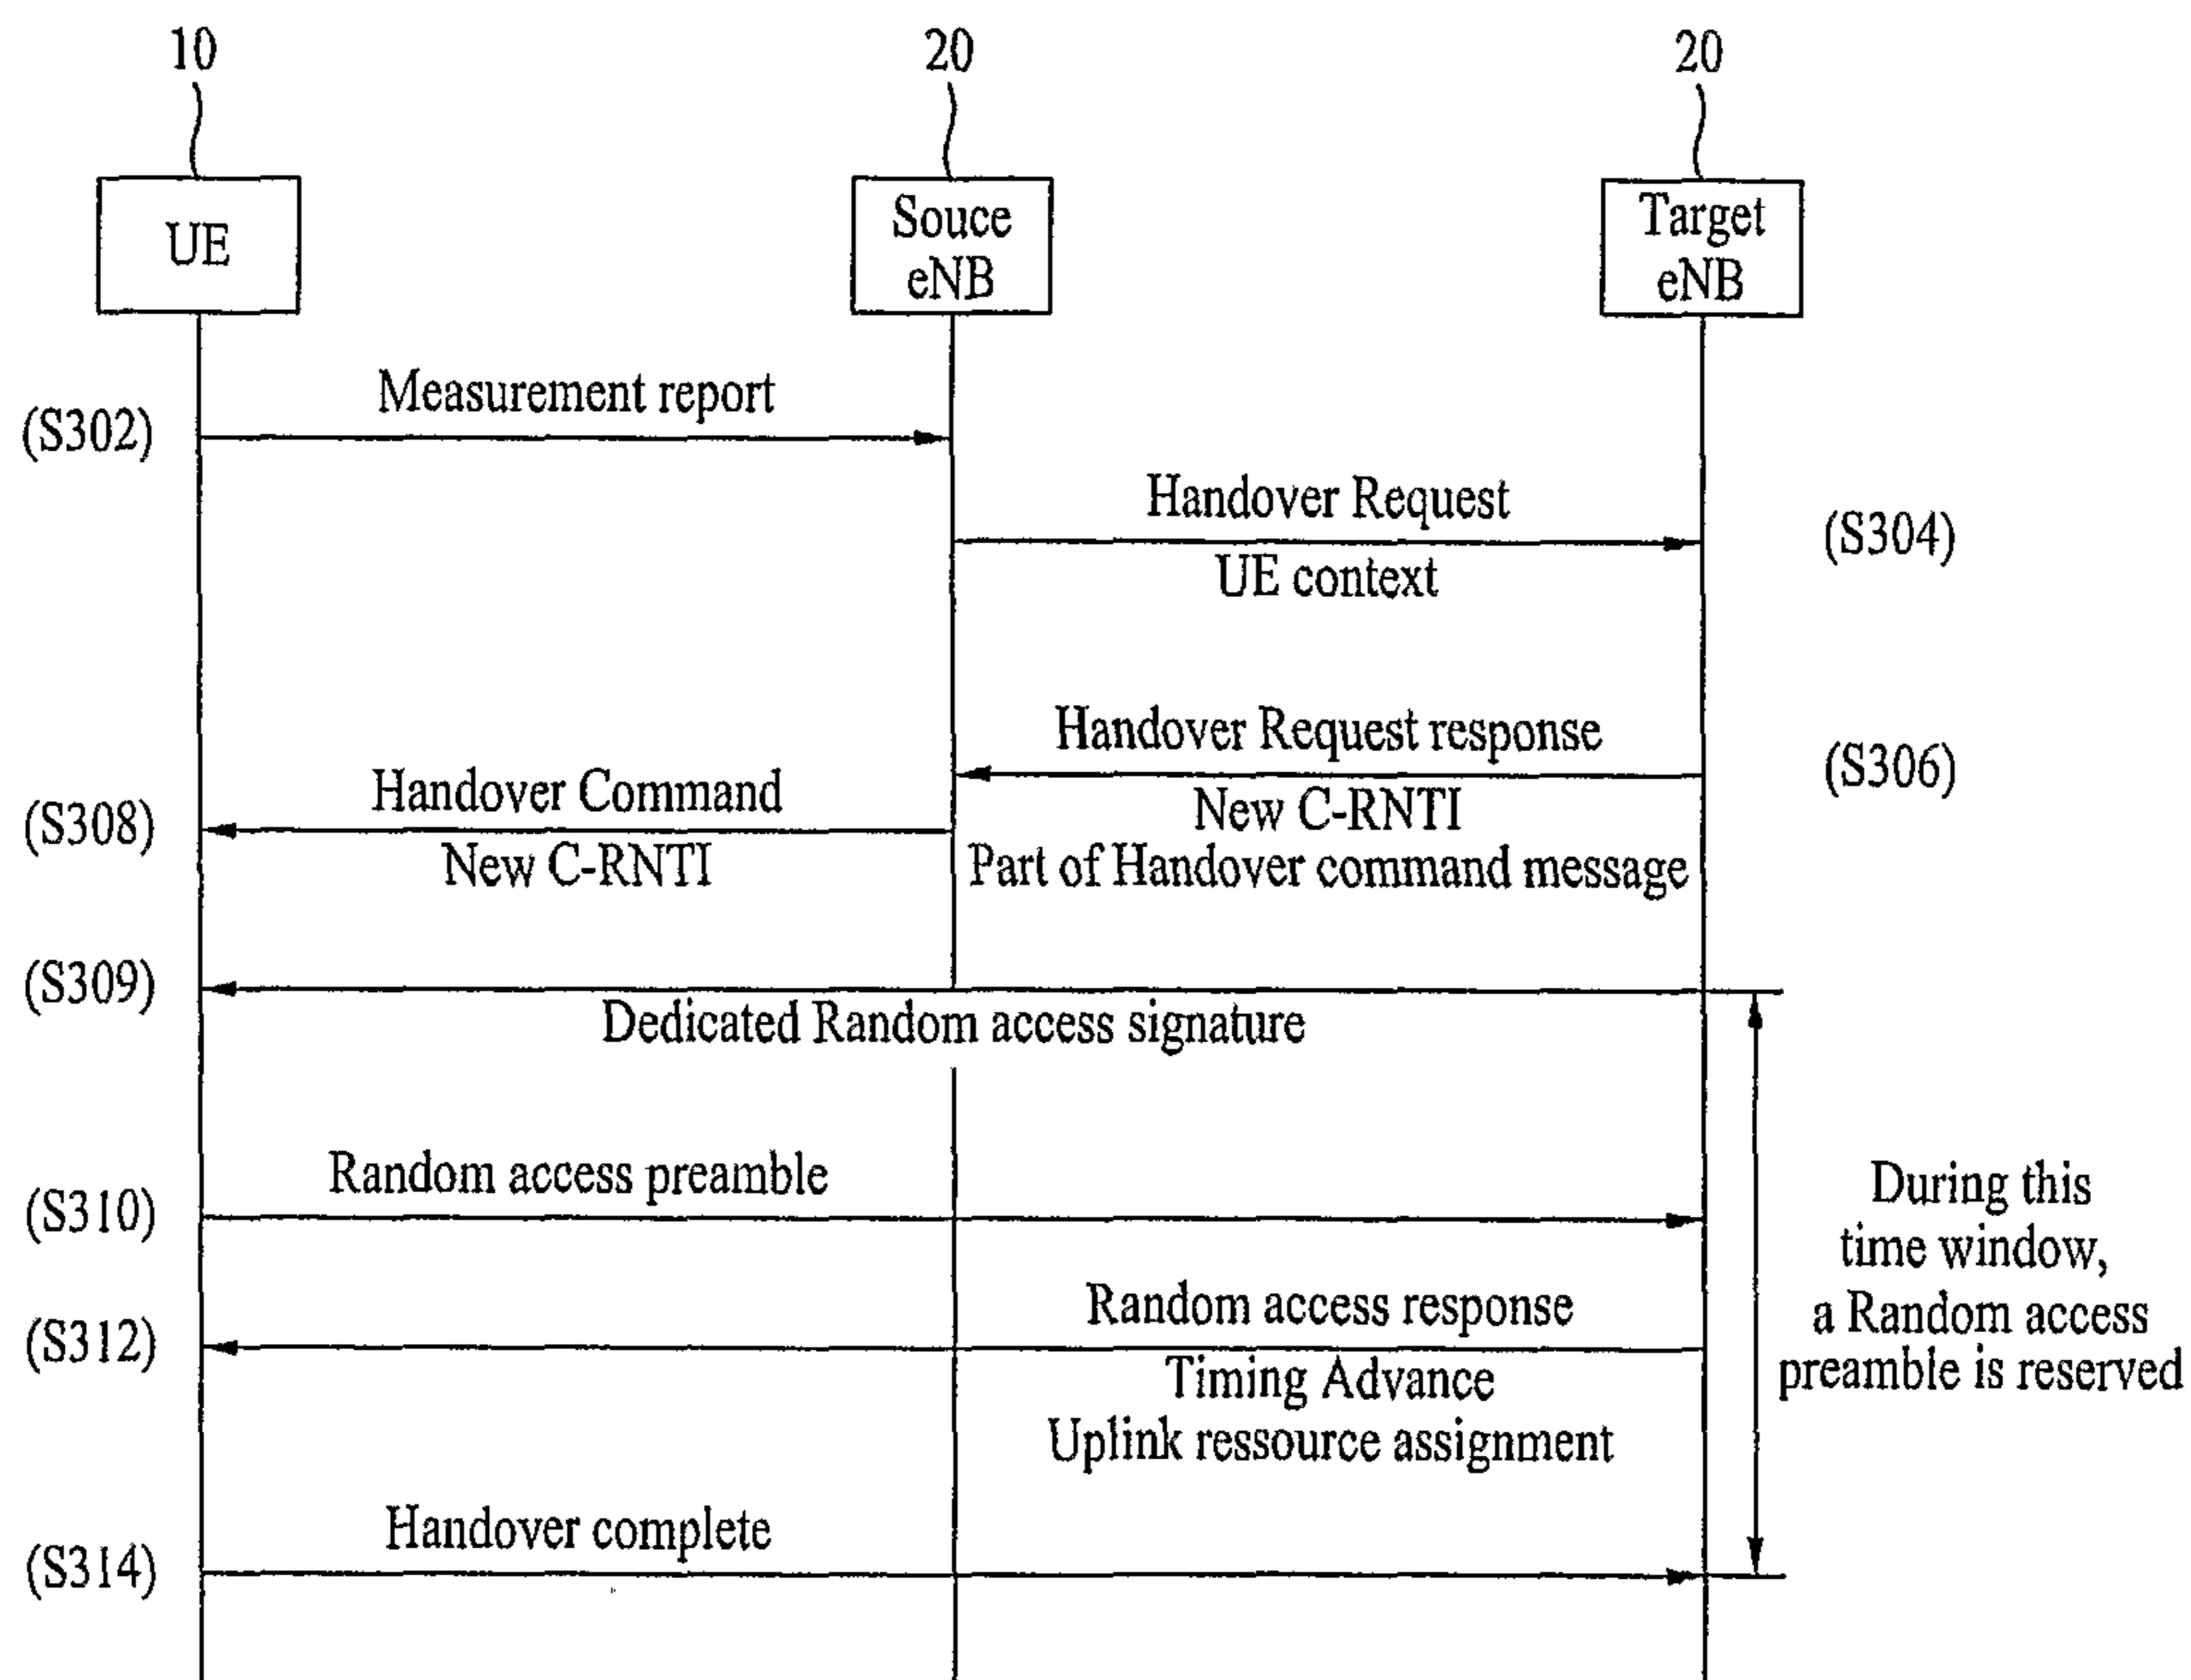 10
20
20
UE
Souce
eNB
Target
eNB
Measurement report
(S302)
Handover Request
(S304)
UE context
Handover Request response
(S306)
Handover Command
New C-RNTI
(S308)
New C-RNTI
Part of Handover command message
(S309)
Dedicated Random access signature
Random access preamble
(S310)
During this
time window,
a Random access
preamble is reserved
Random access response
(S312)
Timing Advance
Uplink ressource assignment
Handover complete
(S314)